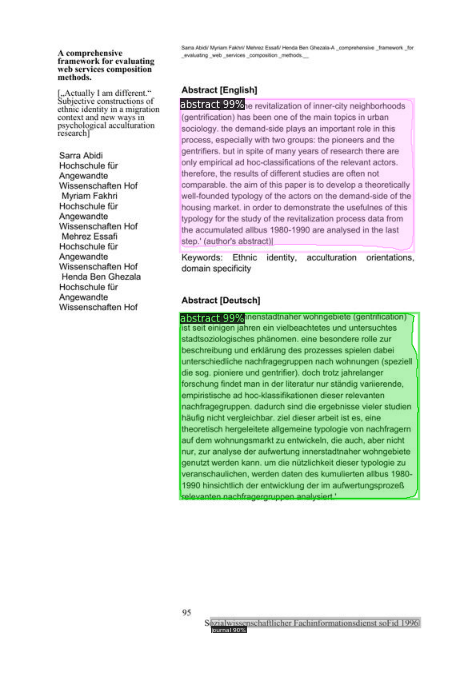 Sarra Abidi/ Myriam Fakhri/ Mehrez Essafi/ Henda Ben Ghezala-A _comprehensive _framework _for
_evaluating _web _services _composition _methods.__
A comprehensive
framework for evaluating
web services composition
methods.
[„Actually I am different."
Subjective constructions of
ethnic identity in a migration
context and new ways in
psychological acculturation
research]
Sarra Abidi
Hochschule für
Angewandte
Wissenschaften Hof
Myriam Fakhri
Hochschule für
Angewandte
Wissenschaften Hof
Mehrez Essafi
Hochschule für
Angewandte
Wissenschaften Hof
Henda Ben Ghezala
Hochschule für
Angewandte
Wissenschaften Hof
Abstract [English]
abstract 99%
revitalization of inner-city neighborhoods
(gentrification) has been one of the main topics in urban
sociology. the demand-side plays an important role in this
process, especially with two groups: the pioneers and the
gentrifiers. but in spite of many years of research there are
only empirical ad hoc-classifications of the relevant actors.
therefore, the results of different studies are often not
comparable. the aim of this paper is to develop a theoretically
well-founded typology of the actors on the demand-side of the
housing market. in order to demonstrate the usefulnes of this
typology for the study of the revitalization process data from
the accumulated allbus 1980-1990 are analysed in the last
step.' (author's abstract)|
Keywords: Ethnic identity, acculturation orientations,
domain specificity
Abstract [Deutsch]
abstract 99%
nenstadtnaher wohngebiete (gentrification)
ist seit einigen jahren ein vielbeachtetes und untersuchtes
stadtsoziologisches phänomen. eine besondere rolle zur
beschreibung und erklärung des prozesses spielen dabei
unterschiedliche nachfragegruppen nach wohnungen (speziell
die sog. pioniere und gentrifier). doch trotz jahrelanger
forschung findet man in der literatur nur ständig variierende,
empiristische ad hoc-klassifikationen dieser relevanten
nachfragegruppen. dadurch sind die ergebnisse vieler studien
häufig nicht vergleichbar. ziel dieser arbeit ist es, eine
theoretisch hergeleitete allgemeine typologie von nachfragern
auf dem wohnungsmarkt zu entwickeln, die auch, aber nicht
nur, zur analyse der aufwertung innerstadtnaher wohngebiete
genutzt werden kann. um die nützlichkeit dieser typologie zu
veranschaulichen, werden daten des kumulierten allbus 1980-
1990 hinsichtlich der entwicklung der im aufwertungsprozeß
relevanten nachfragergruppen analysiert.'
95
Sozialwissenschaftlicher Fachinformationsdienst soFid 1996
journal 90%